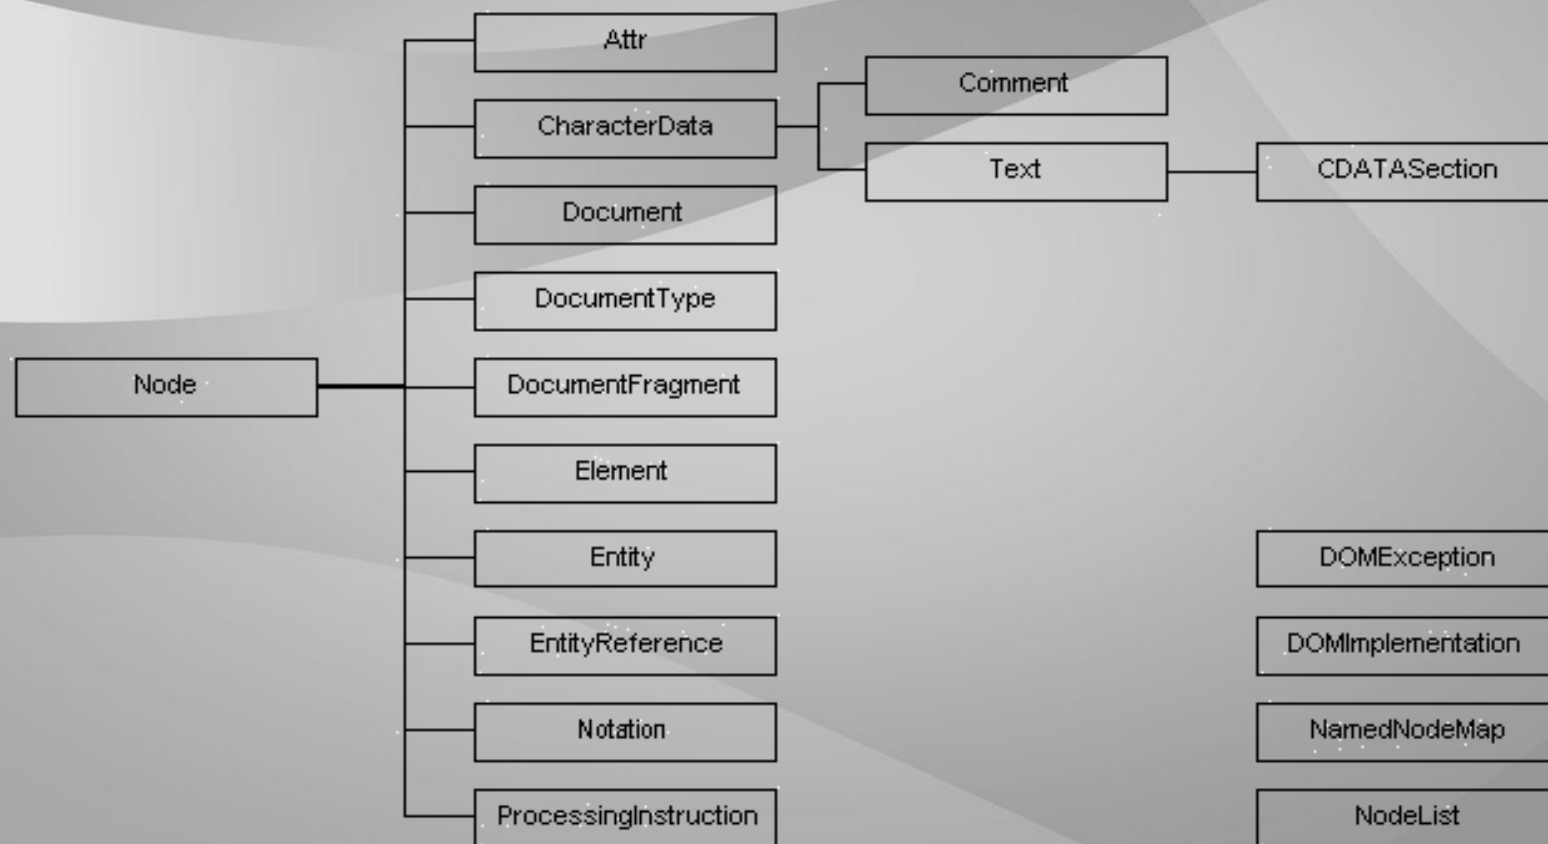 Attr
Comment
CharacterData
Text
CDATASection
Document
DocumentType
Node
DocumentFragment
Element
Entity
DOMException
EntityReference
DOMImplementation
Notation
NamedNodeMap
ProcessingInstruction
NodeList